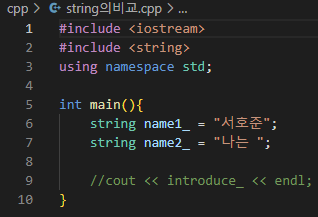 cpp > string의비교.cpp > ...
1 #include <iostream>
2 #include <string>
3 using namespace std;
4
5 int main(){
6 string name1_ = "서호준";
7 string name2_ = "나는 ";
8
9 //cout << introduce_ << endl;
10 }